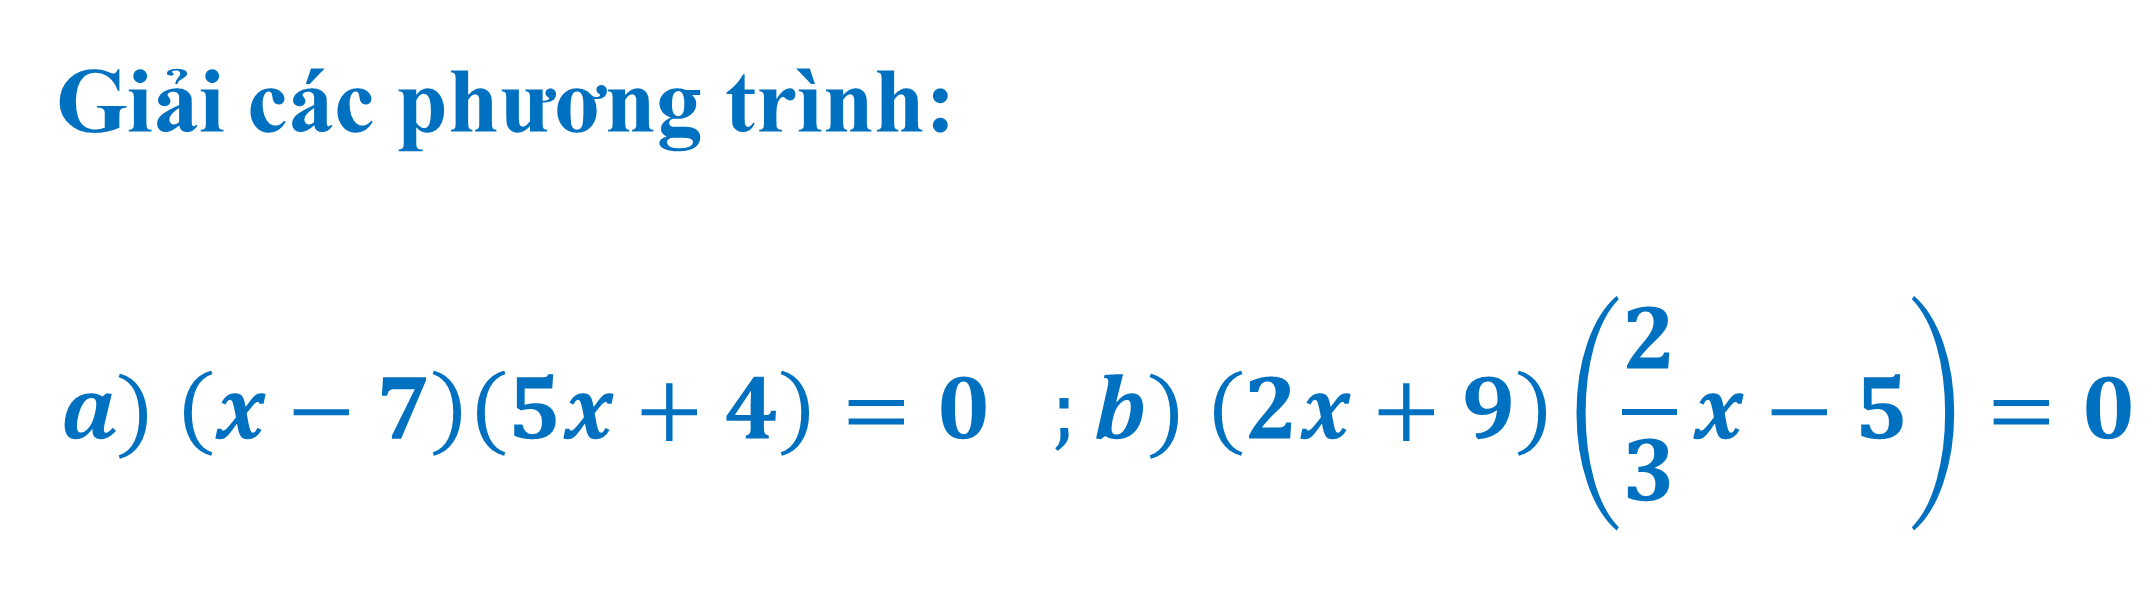 Giải các phương trình:
a) (x − 7)(5x + 4) = 0 ; b) (2x + 9)(2/3 x − 5) = 0